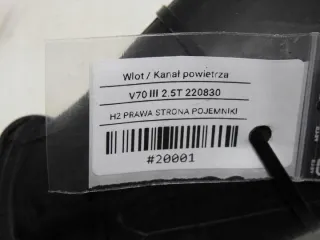 Wlot / Kanał powietrza
V70 III 2.5T 220830
H2 PRAWA STRONA POJEMNIKI
#20001